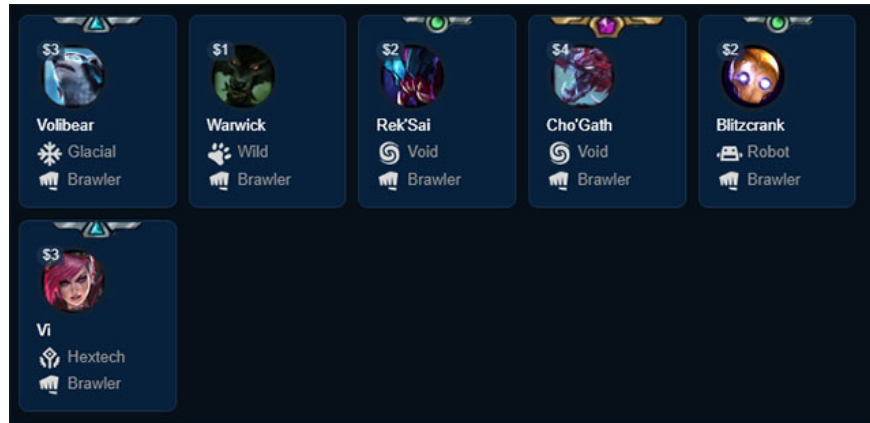 $3
Volibear
Glacial
Brawler
$1
Warwick
Wild
Brawler
$2
Rek'Sai
Void
Brawler
$4
Cho'Gath
Void
Brawler
$2
Blitzcrank
Robot
Brawler
$3
Vi
Hextech
Brawler